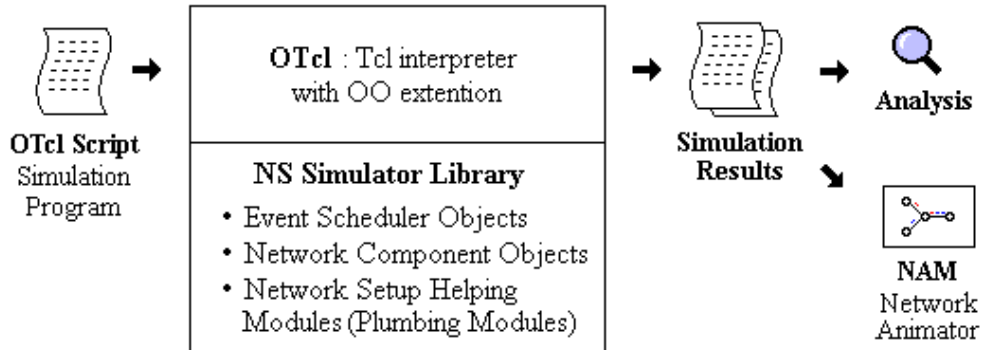 OTcl Script
Simulation
Program
OTcl : Tcl interpreter
with OO extention
NS Simulator Library
• Event Scheduler Objects
• Network Component Objects
• Network Setup Helping
Modules (Plumbing Modules)
Simulation
Results
Analysis
NAM
Network
Animator